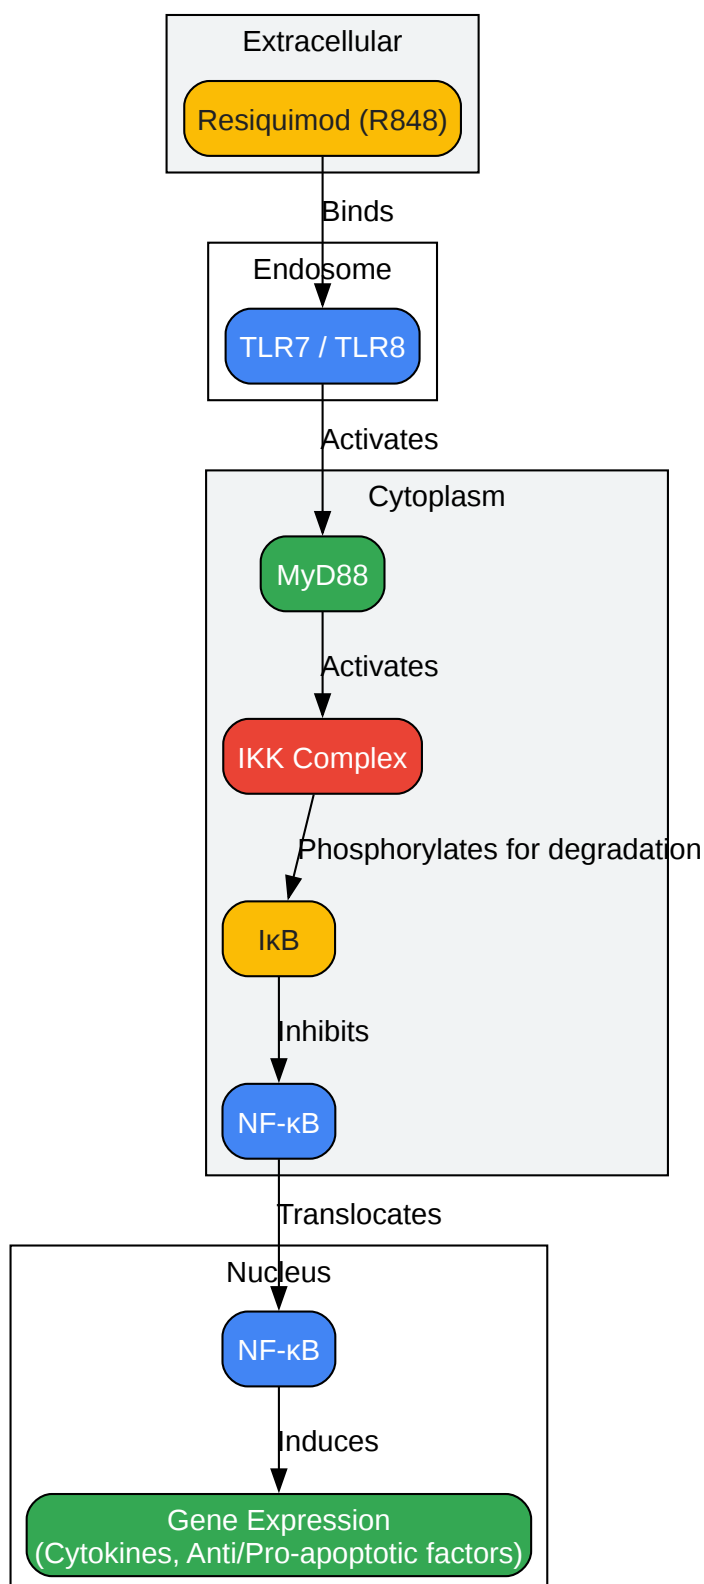 Extracellular
Resiquimod (R848)
Binds
Endosome
TLR7 / TLR8
Activates
Cytoplasm
MyD88
Activates
IKK Complex
Phosphorylates for degradation
IκB
Inhibits
NF-κB
Translocates
Nucleus
NF-κB
Induces
Gene Expression
(Cytokines, Anti/Pro-apoptotic factors)